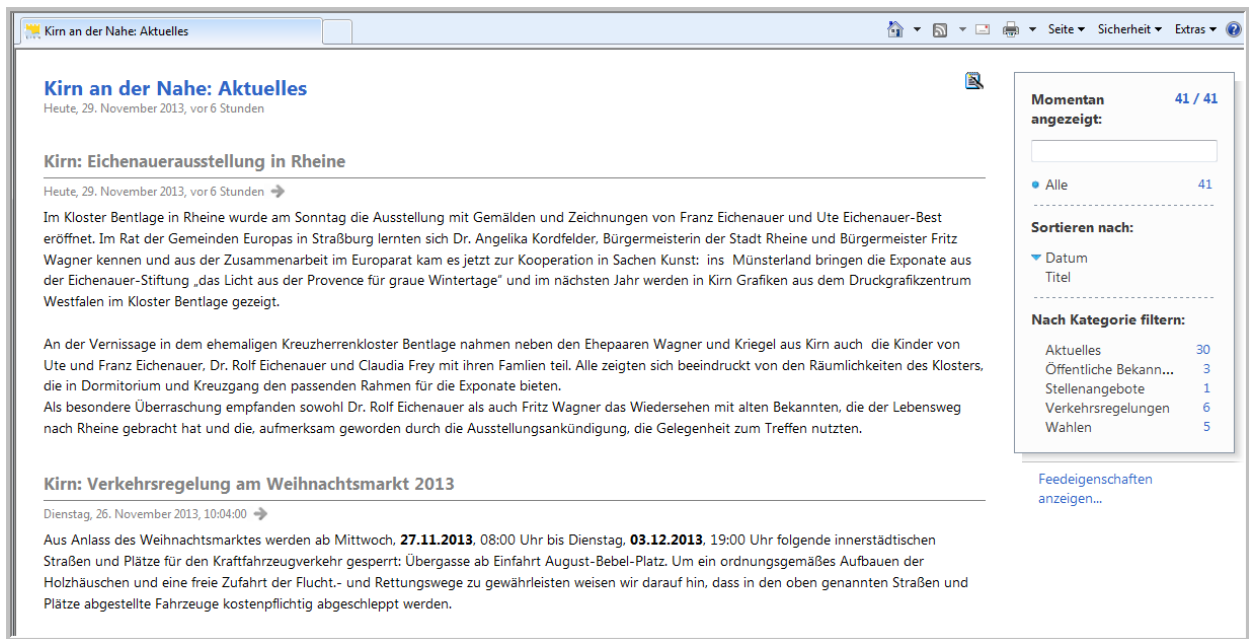 Kirn an der Nahe: Aktuelles
Seite
Sicherheit
Extras
Kirn an der Nahe: Aktuelles
Heute, 29. November 2013, vor 6 Stunden
Kirn: Eichenauerausstellung in Rheine
Heute, 29. November 2013, vor 6 Stunden
Im Kloster Bentlage in Rheine wurde am Sonntag die Ausstellung mit Gemälden und Zeichnungen von Franz Eichenauer und Ute Eichenauer-Best
eröffnet. Im Rat der Gemeinden Europas in Straßburg lernten sich Dr. Angelika Kordfelder, Bürgermeisterin der Stadt Rheine und Bürgermeister Fritz
Wagner kennen und aus der Zusammenarbeit im Europarat kam es jetzt zur Kooperation in Sachen Kunst: ins Münsterland bringen die Exponate aus
der Eichenauer-Stiftung „das Licht aus der Provence für graue Wintertage" und im nächsten Jahr werden in Kirn Grafiken aus dem Druckgrafikzentrum
Westfalen im Kloster Bentlage gezeigt.
An der Vernissage in dem ehemaligen Kreuzherrenkloster Bentlage nahmen neben den Ehepaaren Wagner und Kriegel aus Kirn auch die Kinder von
Ute und Franz Eichenauer, Dr. Rolf Eichenauer und Claudia Frey mit ihren Famlien teil. Alle zeigten sich beeindruckt von den Räumlichkeiten des Klosters,
die in Dormitorium und Kreuzgang den passenden Rahmen für die Exponate bieten.
Als besondere Überraschung empfanden sowohl Dr. Rolf Eichenauer als auch Fritz Wagner das Wiedersehen mit alten Bekannten, die der Lebensweg
nach Rheine gebracht hat und die, aufmerksam geworden durch die Ausstellungsankündigung, die Gelegenheit zum Treffen nutzten.
Kirn: Verkehrsregelung am Weihnachtsmarkt 2013
Dienstag, 26. November 2013, 10:04:00
Aus Anlass des Weihnachtsmarktes werden ab Mittwoch, 27.11.2013, 08:00 Uhr bis Dienstag, 03.12.2013, 19:00 Uhr folgende innerstädtischen
Straßen und Plätze für den Kraftfahrzeugverkehr gesperrt: Übergasse ab Einfahrt August-Bebel-Platz. Um ein ordnungsgemäßes Aufbauen der
Holzhäuschen und eine freie Zufahrt der Flucht.- und Rettungswege zu gewährleisten weisen wir darauf hin, dass in den oben genannten Straßen und
Plätze abgestellte Fahrzeuge kostenpflichtig abgeschleppt werden.
Momentan 41 / 41
angezeigt:
Alle 41
Sortieren nach:
Datum
Titel
Nach Kategorie filtern:
Aktuelles 30
Öffentliche Bekann... 3
Stellenangebote 1
Verkehrsregelungen 6
Wahlen 5
Feedeigenschaften
anzeigen...